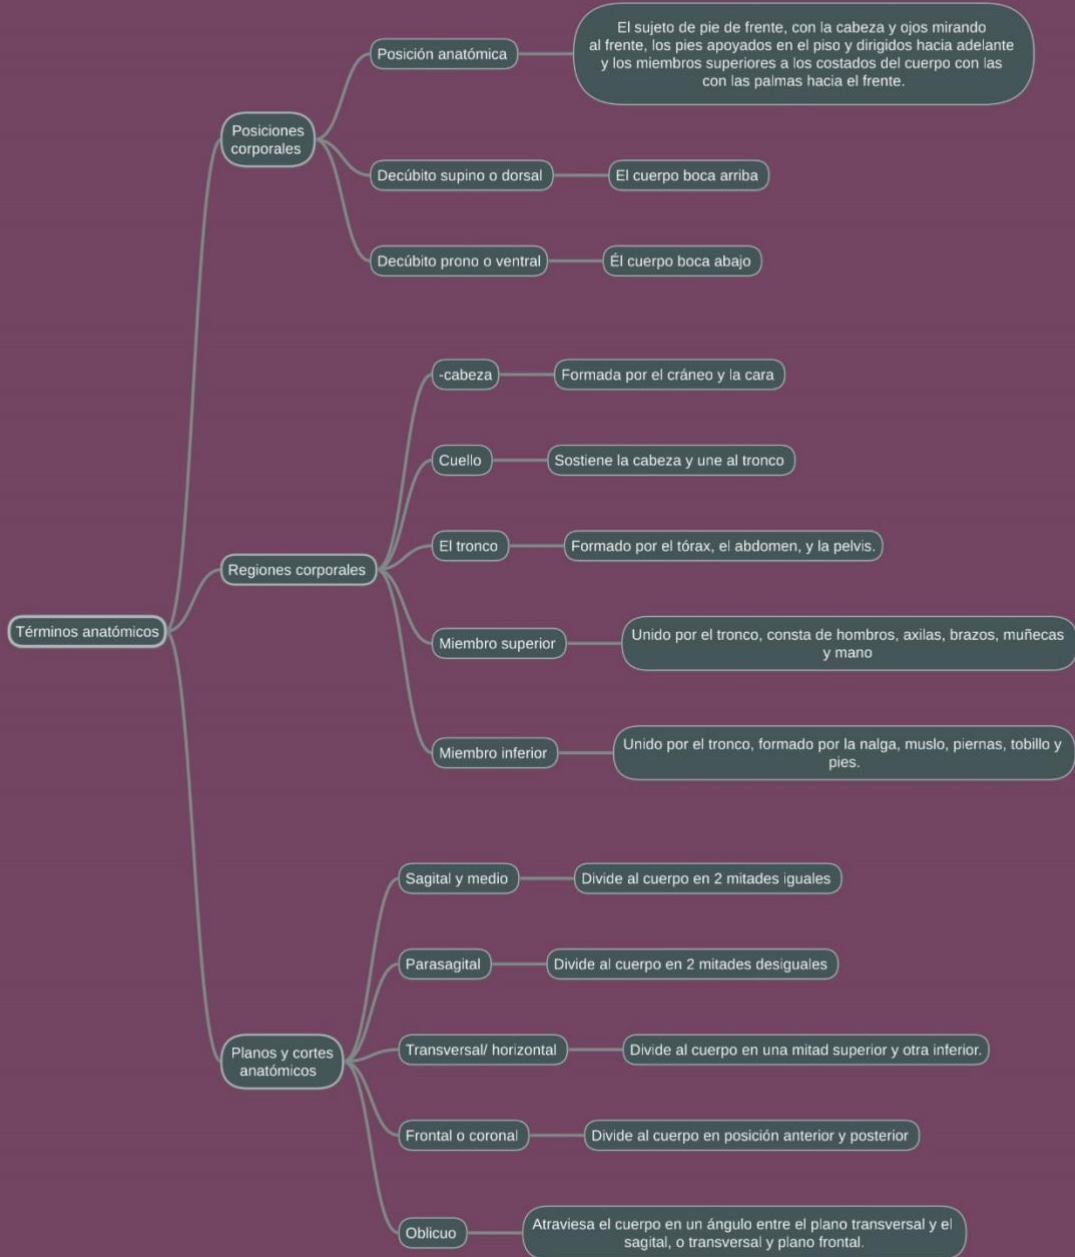 Términos anatómicos
Posiciones
corporales
Posición anatómica
El sujeto de pie de frente, con la cabeza y ojos mirando
al frente, los pies apoyados en el piso y dirigidos hacia adelante
y los miembros superiores a los costados del cuerpo con las
con las palmas hacia el frente.
Decúbito supino o dorsal
El cuerpo boca arriba
Decúbito prono o ventral
Él cuerpo boca abajo
Regiones corporales
-cabeza
Formada por el cráneo y la cara
Cuello
Sostiene la cabeza y une al tronco
El tronco
Formado por el tórax, el abdomen, y la pelvis.
Miembro superior
Unido por el tronco, consta de hombros, axilas, brazos, muñecas
y mano
Miembro inferior
Unido por el tronco, formado por la nalga, muslo, piernas, tobillo y
pies.
Planos y cortes
anatómicos
Sagital y medio
Divide al cuerpo en 2 mitades iguales
Parasagital
Divide al cuerpo en 2 mitades desiguales
Transversal/ horizontal
Divide al cuerpo en una mitad superior y otra inferior.
Frontal o coronal
Divide al cuerpo en posición anterior y posterior
Oblicuo
Atraviesa el cuerpo en un ángulo entre el plano transversal y el
sagital, o transversal y plano frontal.